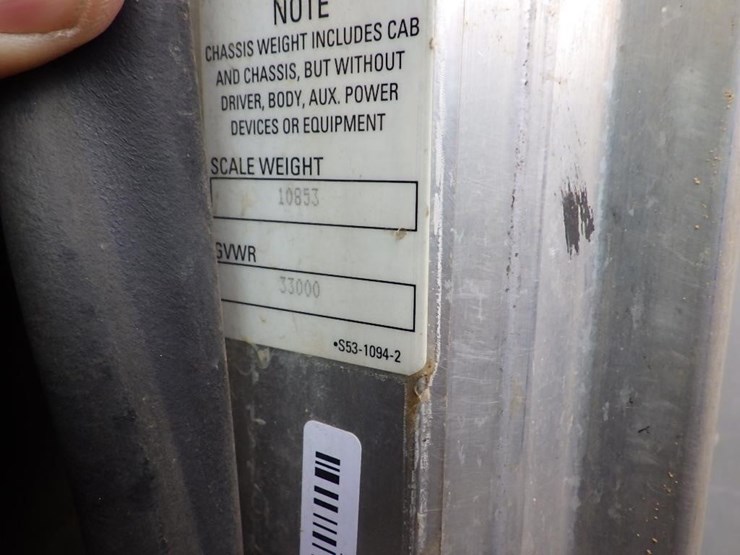 NOTE
CHASSIS WEIGHT INCLUDES CAB
AND CHASSIS, BUT WITHOUT
DRIVER, BODY, AUX. POWER
DEVICES OR EQUIPMENT
SCALE WEIGHT
10853
GVWR
33000
•S53-1094-2